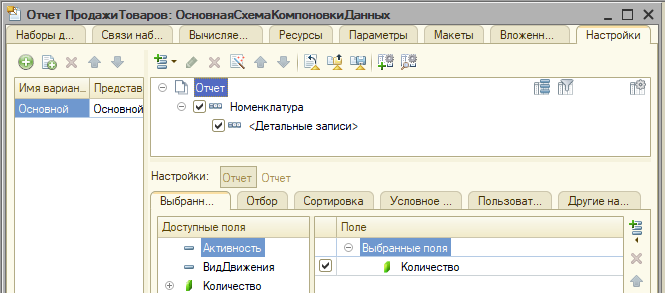 Отчет ПродажиТоваров: ОсновнаяСхемаКомпоновкиДанных
Наборы д... Связи наб... Вычисляе... Ресурсы Параметры Макеты Вложенн... Настройки
Имя вариан... Представ
Основной Основной
Отчет
Номенклатура
<Детальные записи>
Настройки: Отчет Отчет
Выбранн... Отбор Сортировка Условное ... Пользоват... Другие на...
Доступные поля Поле
Активность Выбранные поля
ВидДвижения Количество
Количество